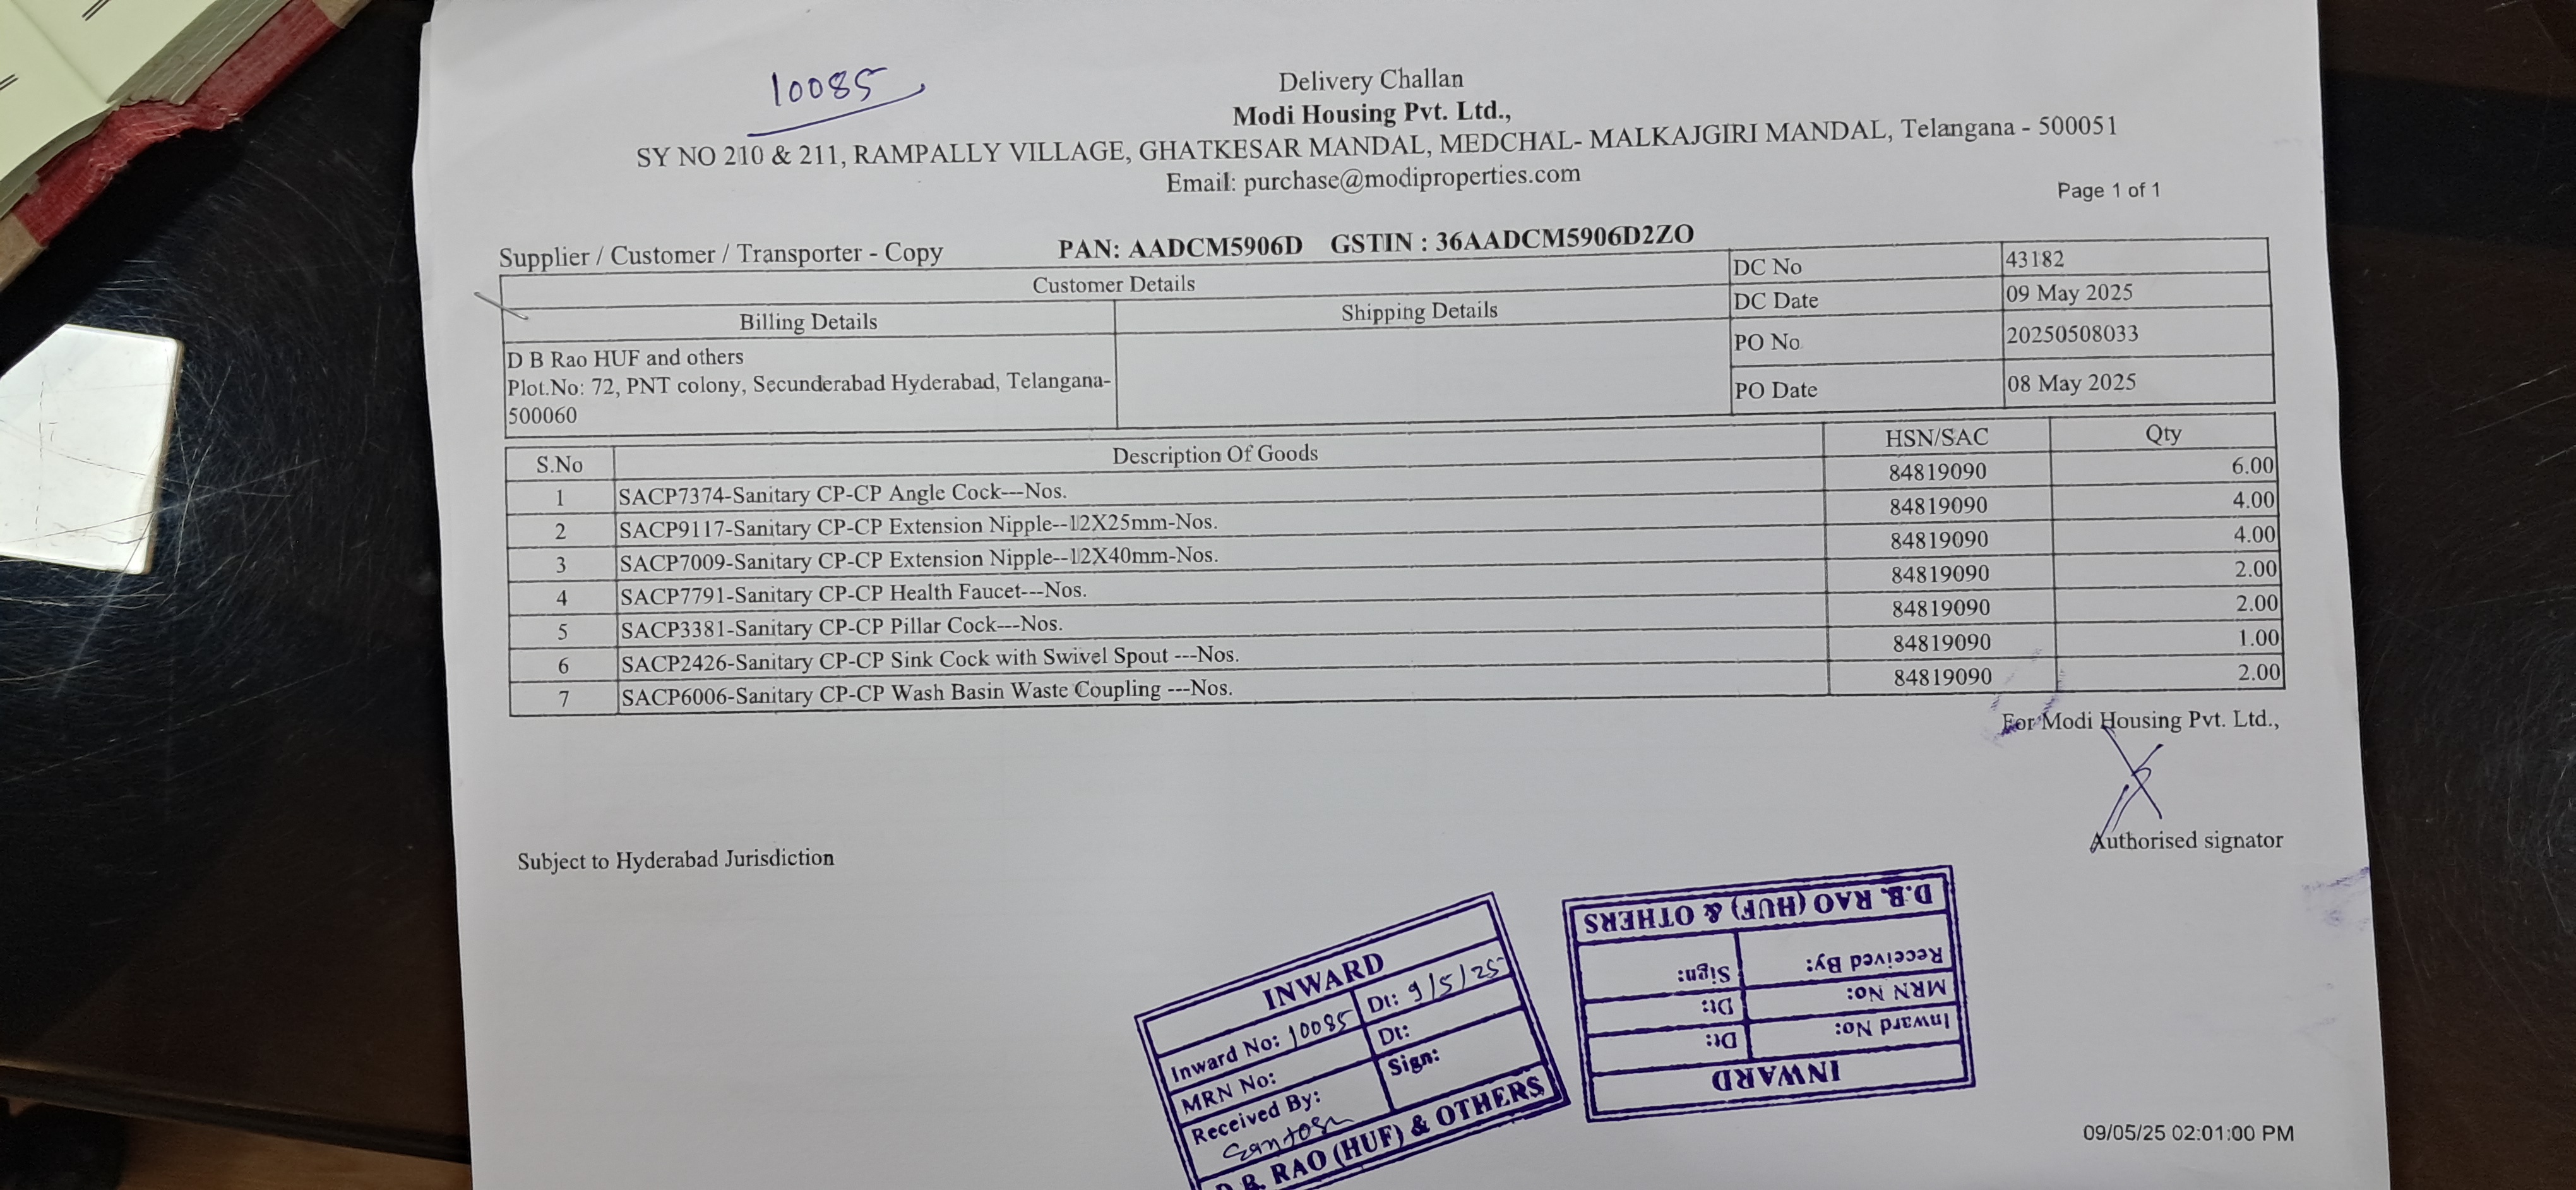 10085
Delivery Challan
Modi Housing Pvt. Ltd.,
SY NO 210 & 211, RAMPALLY VILLAGE, GHATKESAR MANDAL, MEDCHAL- MALKAJGIRI MANDAL, Telangana - 500051
Email: purchase@modiproperties.com
Page 1 of 1
Supplier / Customer / Transporter - Copy PAN: AADCM5906D GSTIN : 36AADCM5906D2ZO
Customer Details
Billing Details Shipping Details
D B Rao HUF and others
Plot.No: 72, PNT colony, Secunderabad Hyderabad, Telangana-
500060
DC No 43182
DC Date 09 May 2025
PO No 20250508033
PO Date 08 May 2025
S.No Description Of Goods HSN/SAC Qty
1 SACP7374-Sanitary CP-CP Angle Cock---Nos. 84819090 6.00
2 SACP9117-Sanitary CP-CP Extension Nipple--12X25mm-Nos. 84819090 4.00
3 SACP7009-Sanitary CP-CP Extension Nipple--12X40mm-Nos. 84819090 4.00
4 SACP7791-Sanitary CP-CP Health Faucet---Nos. 84819090 2.00
5 SACP3381-Sanitary CP-CP Pillar Cock---Nos. 84819090 2.00
6 SACP2426-Sanitary CP-CP Sink Cock with Swivel Spout ---Nos. 84819090 1.00
7 SACP6006-Sanitary CP-CP Wash Basin Waste Coupling ---Nos. 84819090 2.00
For Modi Housing Pvt. Ltd.,
Authorised signator
Subject to Hyderabad Jurisdiction
INWARD
Inward No: 10085 Dt: 9/5/25
MRN No: Dt:
Received By: Sign:
Santosh
D.B. RAO (HUF) & OTHERS
INWARD
Inward No: Dt:
MRN No: Dt:
Received By: Sign:
D.B. RAO (HUF) & OTHERS
09/05/25 02:01:00 PM